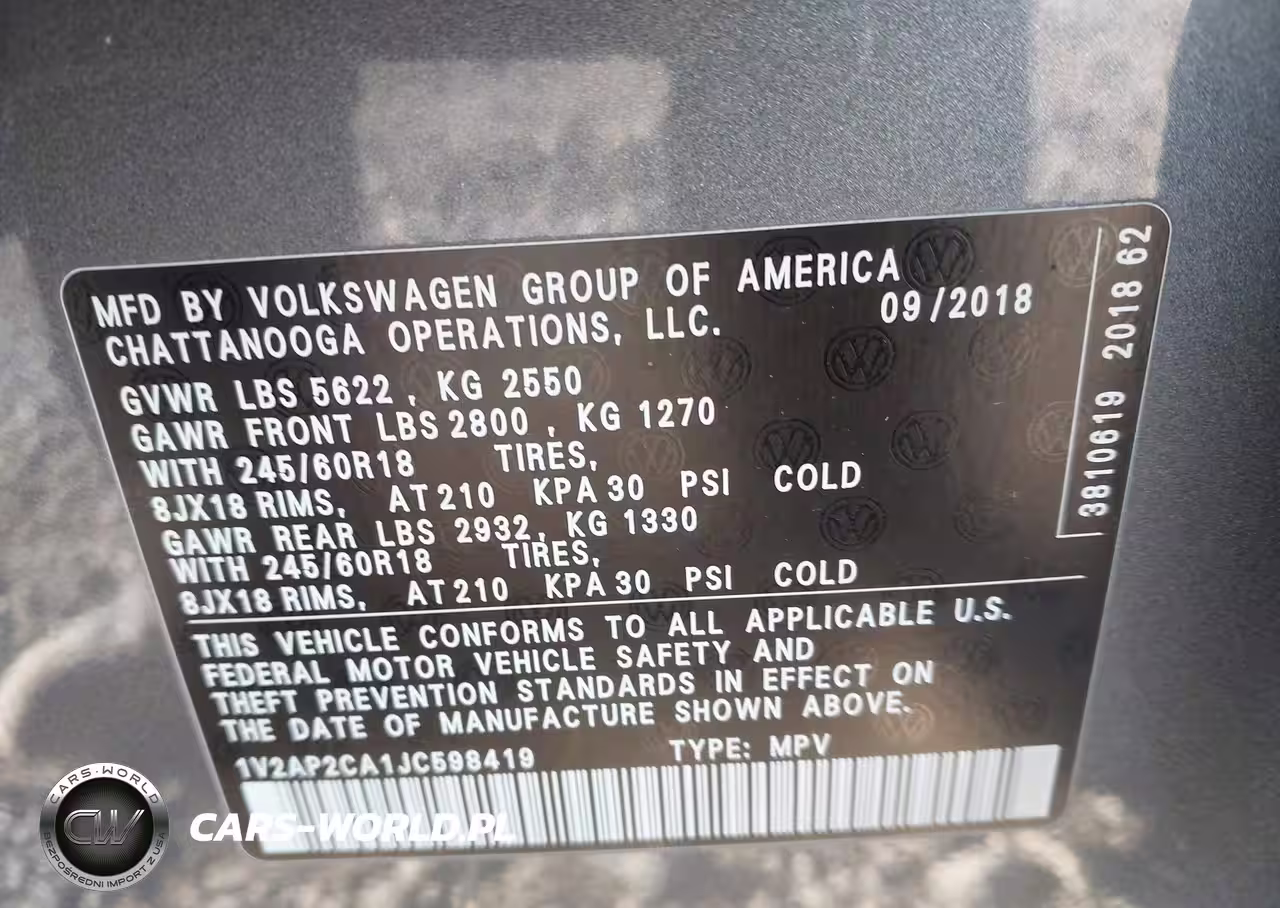 MFD BY VOLKSWAGEN GROUP OF AMERICA
CHATTANOOGA OPERATIONS, LLC. 09/2018
GVWR LBS 5622, KG 2550
GAWR FRONT LBS 2800, KG 1270
WITH 245/60R18 TIRES,
8JX18 RIMS, AT 210 KPA 30 PSI COLD
GAWR REAR LBS 2932, KG 1330
WITH 245/60R18 TIRES,
8JX18 RIMS, AT 210 KPA 30 PSI COLD
THIS VEHICLE CONFORMS TO ALL APPLICABLE U.S.
FEDERAL MOTOR VEHICLE SAFETY AND
THEFT PREVENTION STANDARDS IN EFFECT ON
THE DATE OF MANUFACTURE SHOWN ABOVE.
1V2AP2CA1JC598419 TYPE: MPV
3810619 2018 62
CARS-WORLD
CW
BEZPOŚREDNI IMPORT Z USA
CARS-WORLD.PL